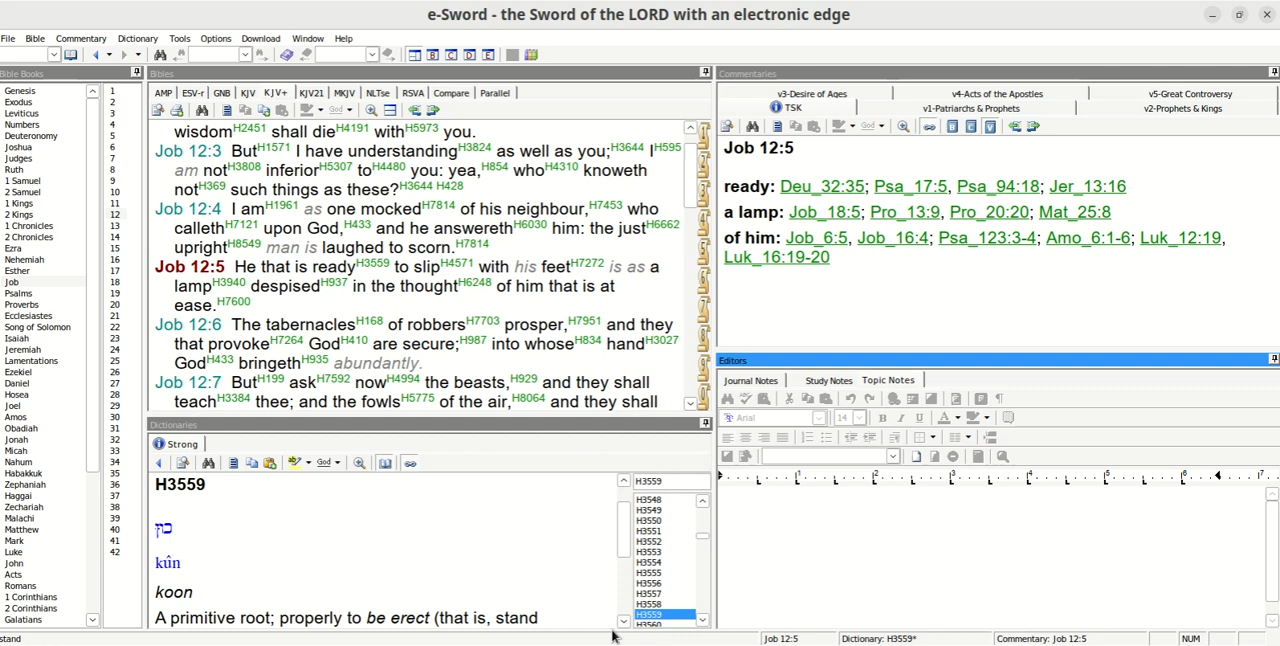 e-Sword - the Sword of the LORD with an electronic edge
File Bible Commentary Dictionary Tools Options Download Window Help
Bible Books
Genesis
Exodus
Leviticus
Numbers
Deuteronomy
Joshua
Judges
Ruth
1 Samuel
2 Samuel
1 Kings
2 Kings
1 Chronicles
2 Chronicles
Ezra
Nehemiah
Esther
Job
Psalms
Proverbs
Ecclesiastes
Song of Solomon
Isaiah
Jeremiah
Lamentations
Ezekiel
Daniel
Hosea
Joel
Amos
Obadiah
Jonah
Micah
Nahum
Habakkuk
Zephaniah
Haggai
Zechariah
Malachi
Matthew
Mark
Luke
John
Acts
Romans
1 Corinthians
2 Corinthians
Galatians
1
2
3
4
5
6
7
8
9
10
11
12
13
14
15
16
17
18
19
20
21
22
23
24
25
26
27
28
29
30
31
32
33
34
35
36
37
38
39
40
41
42
Bibles
AMP ESV-r GNB KJV KJV+ KJV21 MKJV NLTse RSVA Compare Parallel
God
wisdomH2451 shall dieH4191 withH5973 you.
Job 12:3 ButH1571 I have understandingH3824 as well as you;H3644 IH595
am notH3808 inferiorH5307 toH4480 you: yea,H854 whoH4310 knoweth
notH369 such things as these?H3644 H428
Job 12:4 I amH1961 as one mockedH7814 of his neighbour,H7453 who
callethH7121 upon God,H433 and he answerethH6030 him: the justH6662
uprightH8549 man is laughed to scorn.H7814
Job 12:5 He that is readyH3559 to slipH4571 with his feetH7272 is as a
lampH3940 despisedH937 in the thoughtH6248 of him that is at
ease.H7600
Job 12:6 The tabernaclesH168 of robbersH7703 prosper,H7951 and they
that provokeH7264 GodH410 are secure;H987 into whoseH834 handH3027
GodH433 bringethH935 abundantly.
Job 12:7 ButH199 askH7592 nowH4994 the beasts,H929 and they shall
teachH3384 thee; and the fowlsH5775 of the air,H8064 and they shall
Dictionaries
Strong
God
H3559
כּוּן
kûn
koon
A primitive root; properly to be erect (that is, stand
H3559
H3548
H3549
H3550
H3551
H3552
H3553
H3554
H3555
H3556
H3557
H3558
H3559
H3560
Commentaries
v3-Desire of Ages v4-Acts of the Apostles v5-Great Controversy
TSK v1-Patriarchs & Prophets v2-Prophets & Kings
God
Job 12:5
ready: Deu_32:35; Psa_17:5, Psa_94:18; Jer_13:16
a lamp: Job_18:5; Pro_13:9, Pro_20:20; Mat_25:8
of him: Job_6:5, Job_16:4; Psa_123:3-4; Amo_6:1-6; Luk_12:19,
Luk_16:19-20
Editors
Journal Notes Study Notes Topic Notes
Arial 14 B I U A
1 2 3 4 5 6 7
stand Job 12:5 Dictionary: H3559* Commentary: Job 12:5 NUM